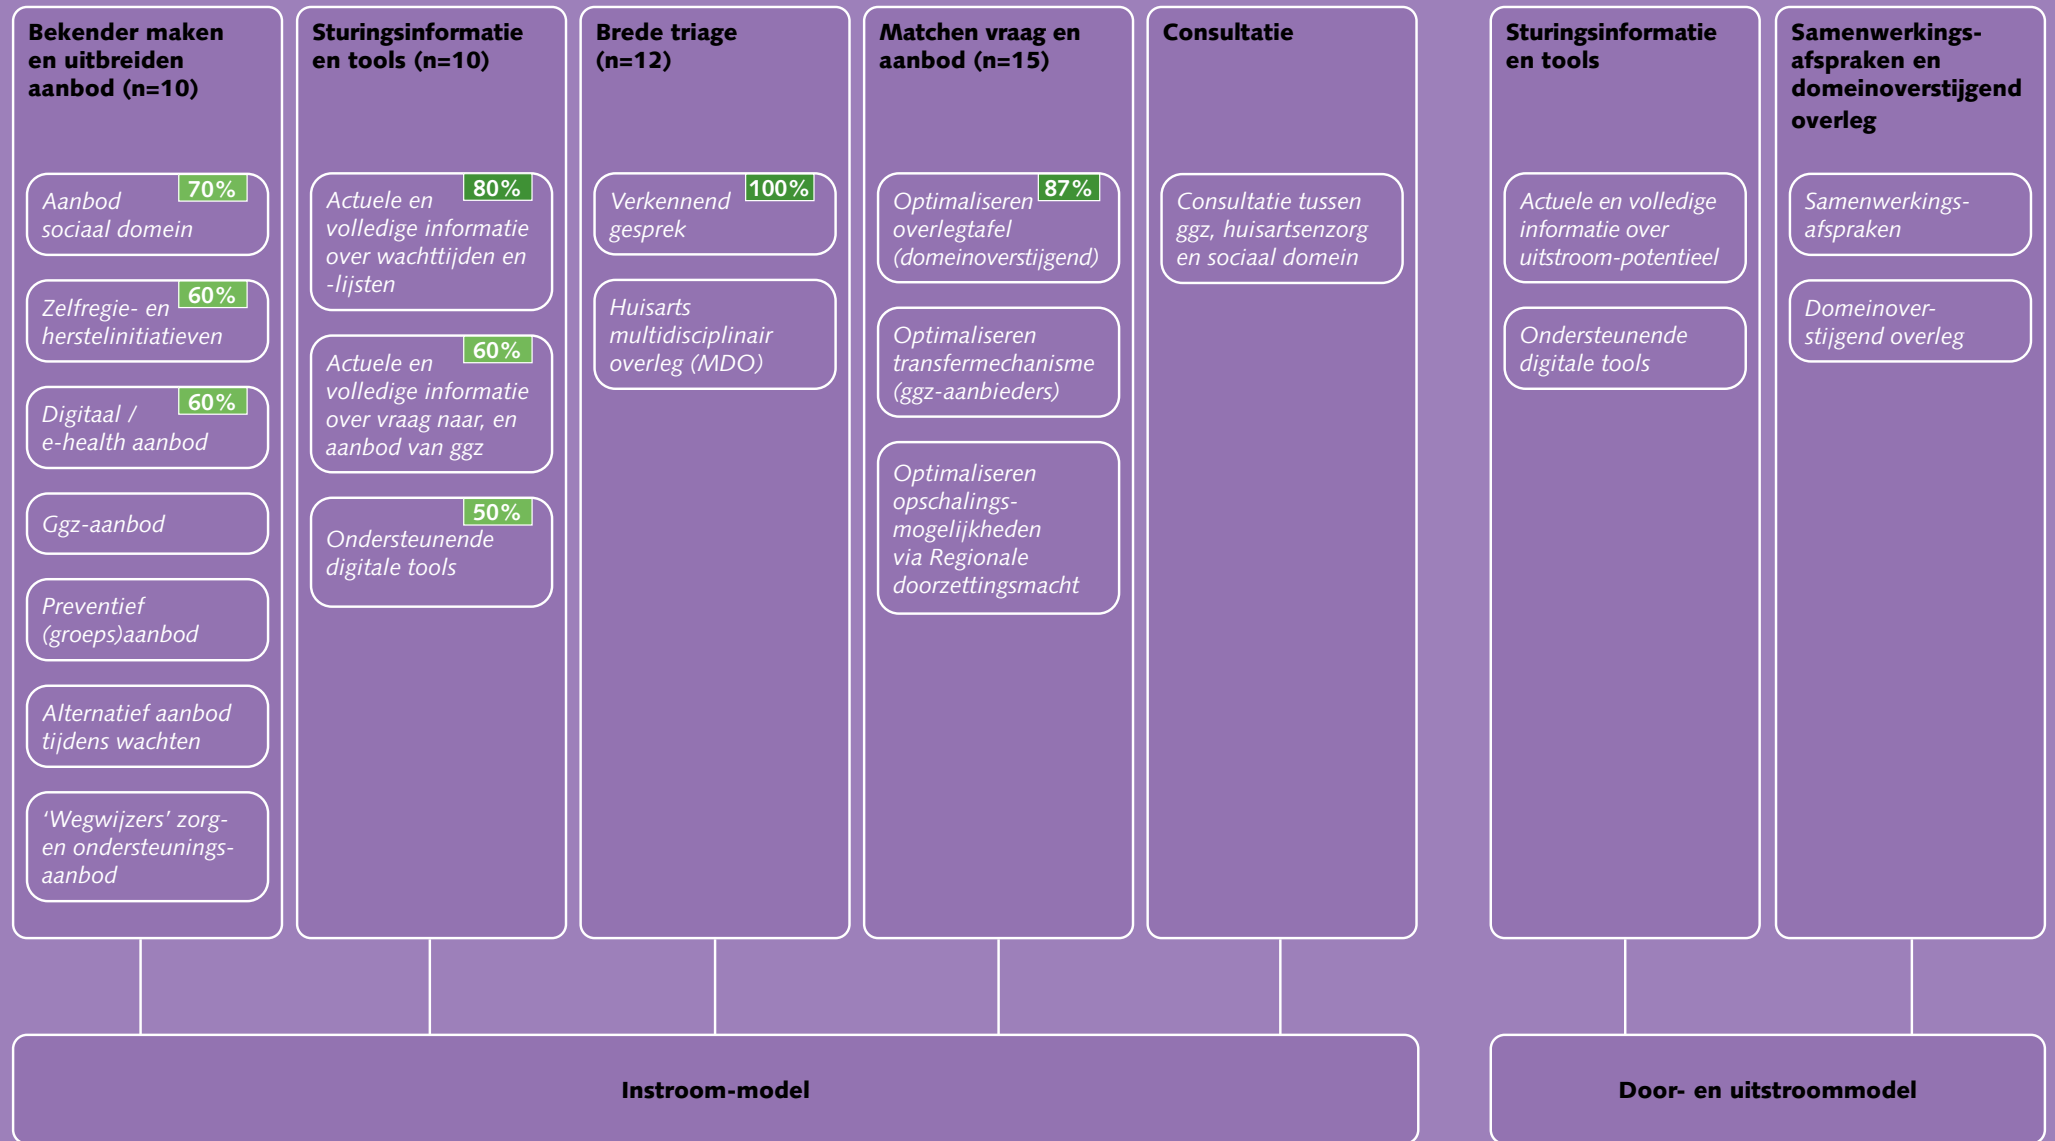 Bekender maken
en uitbreiden
aanbod (n=10)
70%
Aanbod
sociaal domein
60%
Zelfregie- en
herstelinitiatieven
60%
Digitaal /
e-health aanbod
Ggz-aanbod
Preventief
(groeps)aanbod
Alternatief aanbod
tijdens wachten
‘Wegwijzers’ zorg-
en ondersteunings-
aanbod
Sturingsinformatie
en tools (n=10)
80%
Actuele en
volledige informatie
over wachttijden en
-lijsten
60%
Actuele en
volledige informatie
over vraag naar, en
aanbod van ggz
50%
Ondersteunende
digitale tools
Brede triage
(n=12)
100%
Verkennend
gesprek
Huisarts
multidisciplinair
overleg (MDO)
Matchen vraag en
aanbod (n=15)
87%
Optimaliseren
overlegtafel
(domeinoverstijgend)
Optimaliseren
transfermechanisme
(ggz-aanbieders)
Optimaliseren
opschalings-
mogelijkheden
via Regionale
doorzettingsmacht
Consultatie
Consultatie tussen
ggz, huisartsenzorg
en sociaal domein
Instroom-model
Sturingsinformatie
en tools
Actuele en volledige
informatie over
uitstroom-potentieel
Ondersteunende
digitale tools
Samenwerkings-
afspraken en
domeinoverstijgend
overleg
Samenwerkings-
afspraken
Domeinover-
stijgend overleg
Door- en uitstroommodel